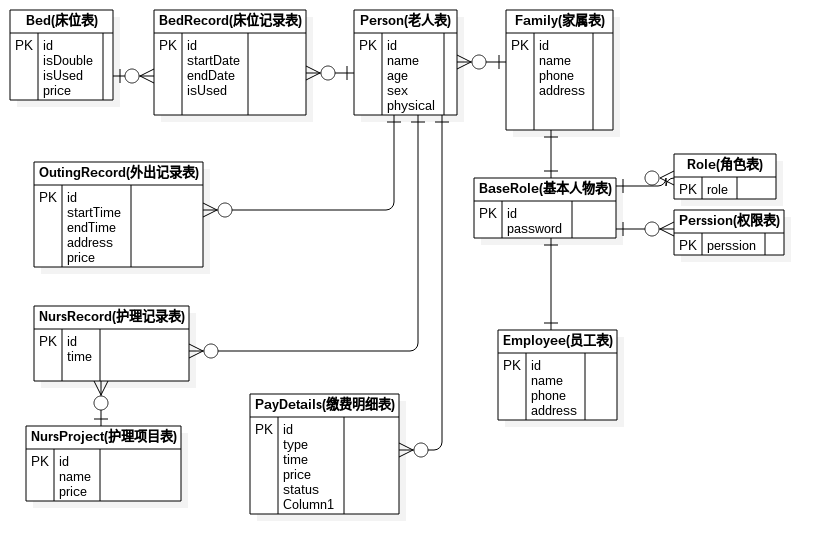 Bed(床位表)
PK id
isDouble
isUsed
price
BedRecord(床位记录表)
PK id
startDate
endDate
isUsed
Person(老人表)
PK id
name
age
sex
physical
Family(家属表)
PK id
name
phone
address
OutingRecord(外出记录表)
PK id
startTime
endTime
address
price
BaseRole(基本人物表)
PK id
password
Role(角色表)
PK role
Perssion(权限表)
PK perssion
NursRecord(护理记录表)
PK id
time
Employee(员工表)
PK id
name
phone
address
NursProject(护理项目表)
PK id
name
price
PayDetails(缴费明细表)
PK id
type
time
price
status
Column1